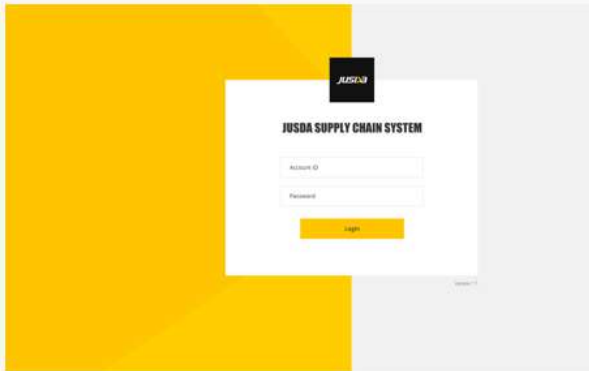 JUSDA
JUSDA SUPPLY CHAIN SYSTEM
Account ID
Password
Login